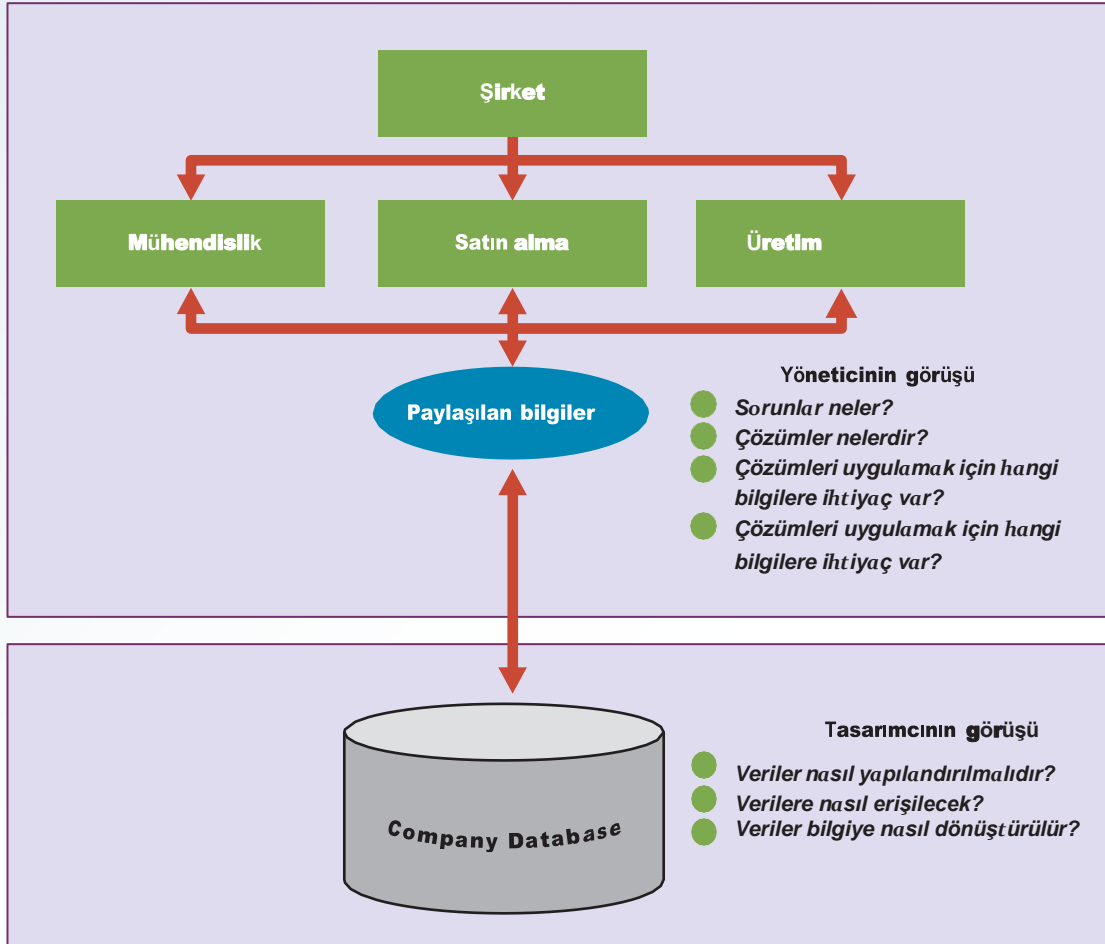 Şirket
Mühendislik
Satın alma
Üretim
Paylaşılan bilgiler
Yöneticinin görüşü
Sorunlar neler?
Çözümler nelerdir?
Çözümleri uygulamak için hangi
bilgilere ihtiyaç var?
Çözümleri uygulamak için hangi
bilgilere ihtiyaç var?
Company Database
Tasarımcının görüşü
Veriler nasıl yapılandırılmalıdır?
Verilere nasıl erişilecek?
Veriler bilgiye nasıl dönüştürülür?